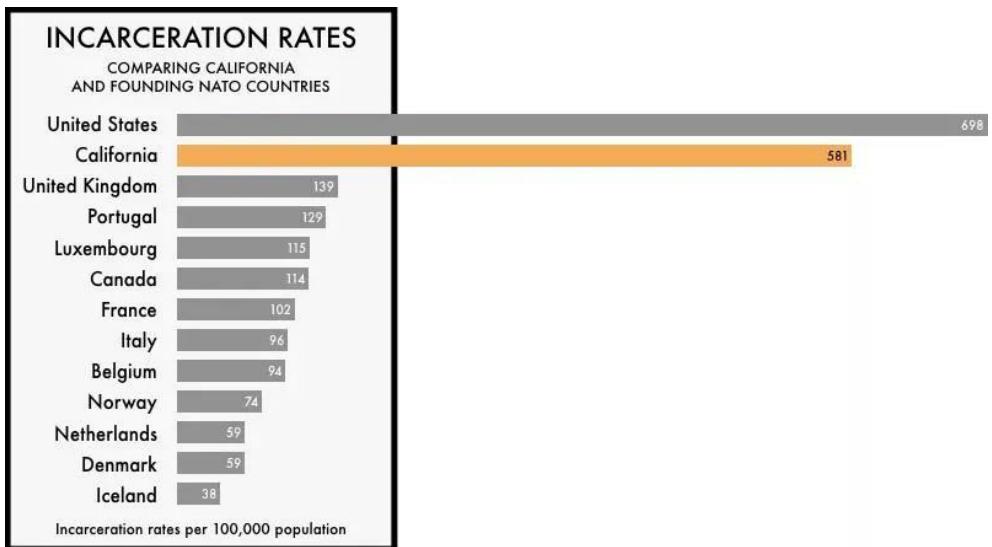 INCARCERATION RATES
COMPARING CALIFORNIA
AND FOUNDING NATO COUNTRIES
United States 698
California 581
United Kingdom 139
Portugal 129
Luxembourg 115
Canada 114
France 102
Italy 96
Belgium 94
Norway 74
Netherlands 59
Denmark 59
Iceland 38
Incarceration rates per 100,000 population